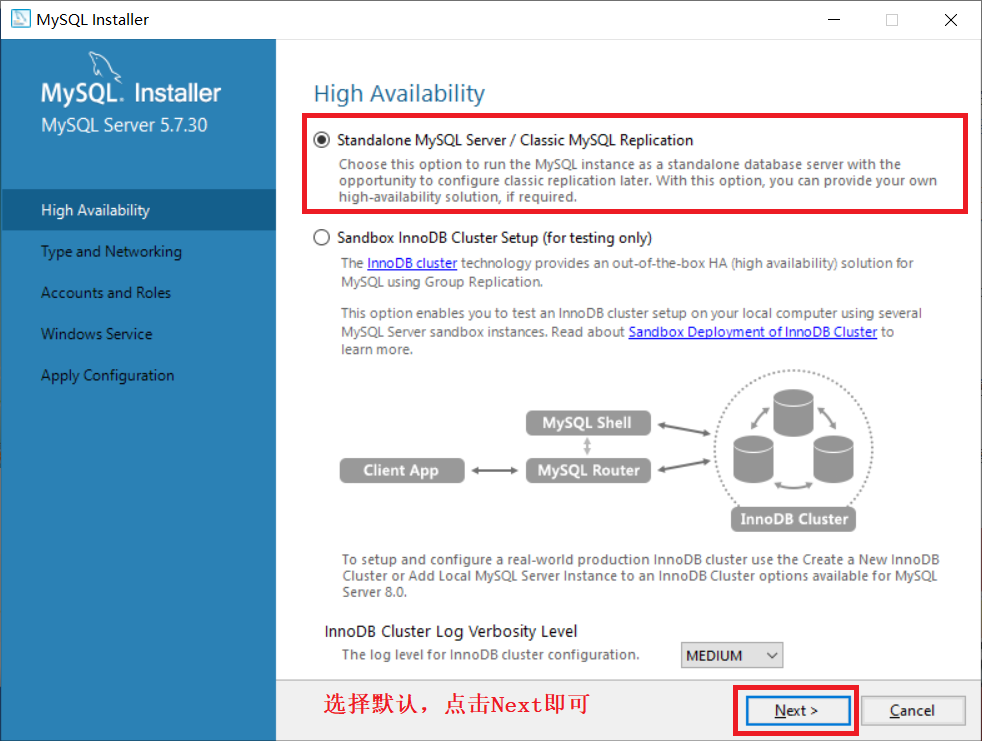 MySQL Installer
MySQL. Installer
MySQL Server 5.7.30
High Availability
Type and Networking
Accounts and Roles
Windows Service
Apply Configuration
High Availability
Standalone MySQL Server / Classic MySQL Replication
Choose this option to run the MySQL instance as a standalone database server with the
opportunity to configure classic replication later. With this option, you can provide your own
high-availability solution, if required.
Sandbox InnoDB Cluster Setup (for testing only)
The InnoDB cluster technology provides an out-of-the-box HA (high availability) solution for
MySQL using Group Replication.
This option enables you to test an InnoDB cluster setup on your local computer using several
MySQL Server sandbox instances. Read about Sandbox Deployment of InnoDB Cluster to
learn more.
MySQL Shell
Client App
MySQL Router
InnoDB Cluster
To setup and configure a real-world production InnoDB cluster use the Create a New InnoDB
Cluster or Add Local MySQL Server Instance to an InnoDB Cluster options available for MySQL
Server 8.0.
InnoDB Cluster Log Verbosity Level
The log level for InnoDB cluster configuration.
MEDIUM
选择默认，点击Next即可
Next >
Cancel